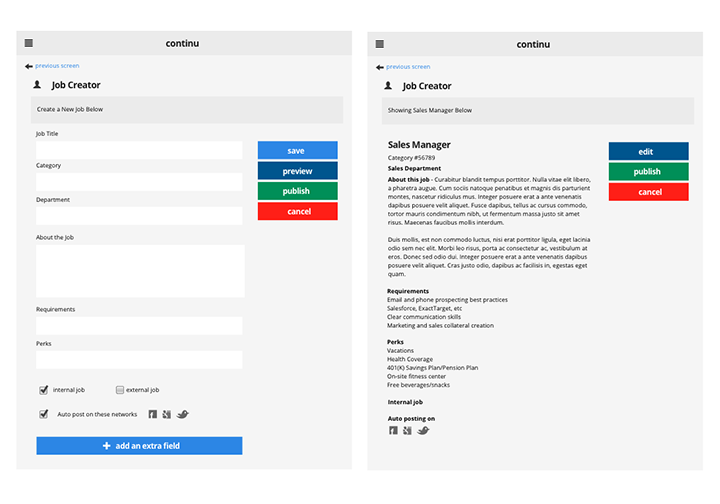 continu
previous screen
Job Creator
Create a New Job Below
Job Title
save
Category
preview
publish
Department
cancel
About the Job
Requirements
Perks
internal job
external job
Auto post on these networks
add an extra field
continu
previous screen
Job Creator
Showing Sales Manager Below
Sales Manager
edit
Category #56789
Sales Department
publish
About this job - Curabitur blandit tempus porttitor. Nulla vitae elit libero,
a pharetra augue. Cum sociis natoque penatibus et magnis dis parturient
cancel
montes, nascetur ridiculus mus. Integer posuere erat a ante venenatis
dapibus posuere velit aliquet. Fusce dapibus, tellus ac cursus commodo,
tortor mauris condimentum nibh, ut fermentum massa justo sit amet
risus. Maecenas faucibus mollis interdum.
Duis mollis, est non commodo luctus, nisi erat porttitor ligula, eget lacinia
odio sem nec elit. Morbi leo risus, porta ac consectetur ac, vestibulum at
eros. Donec sed odio dui. Integer posuere erat a ante venenatis dapibus
posuere velit aliquet. Cras justo odio, dapibus ac facilisis in, egestas eget
quam.
Requirements
Email and phone prospecting best practices
Salesforce, ExactTarget, etc
Clear communication skills
Marketing and sales collateral creation
Perks
Vacations
Health Coverage
401(K) Savings Plan/Pension Plan
On-site fitness center
Free beverages/snacks
Internal job
Auto posting on